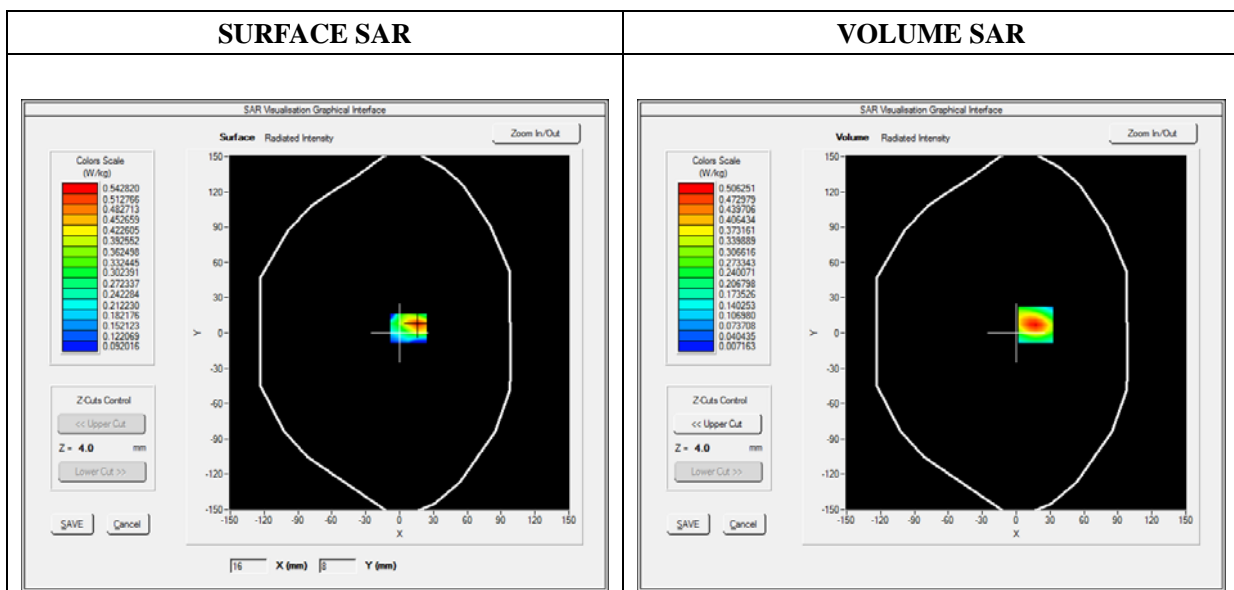 SURFACE SAR
VOLUME SAR
SAR Visualisation Graphical Interface
Surface Radiated Intensity
Zoom In/Out
Colors Scale
(W/kg)
0.542820
0.512766
0.482713
0.452659
0.422605
0.392552
0.362498
0.332445
0.302391
0.272337
0.242284
0.212230
0.182176
0.152123
0.122069
0.092016
Z-Cuts Control
<< Upper Cut
Z = 4.0 mm
Lower Cut >>
SAVE Cancel
150
120
90
60
30
0
-30
-60
-90
-120
-150
Y
-150 -120 -90 -60 -30 0 30 60 90 120 150
X
16 X (mm) 8 Y (mm)
SAR Visualisation Graphical Interface
Volume Radiated Intensity
Zoom In/Out
Colors Scale
(W/kg)
0.506251
0.472979
0.439706
0.406434
0.373161
0.339889
0.306616
0.273343
0.240071
0.206798
0.173526
0.140253
0.106980
0.073708
0.040435
0.007163
Z-Cuts Control
<< Upper Cut
Z = 4.0 mm
Lower Cut >>
SAVE Cancel
150
120
90
60
30
0
-30
-60
-90
-120
-150
Y
-150 -120 -90 -60 -30 0 30 60 90 120 150
X